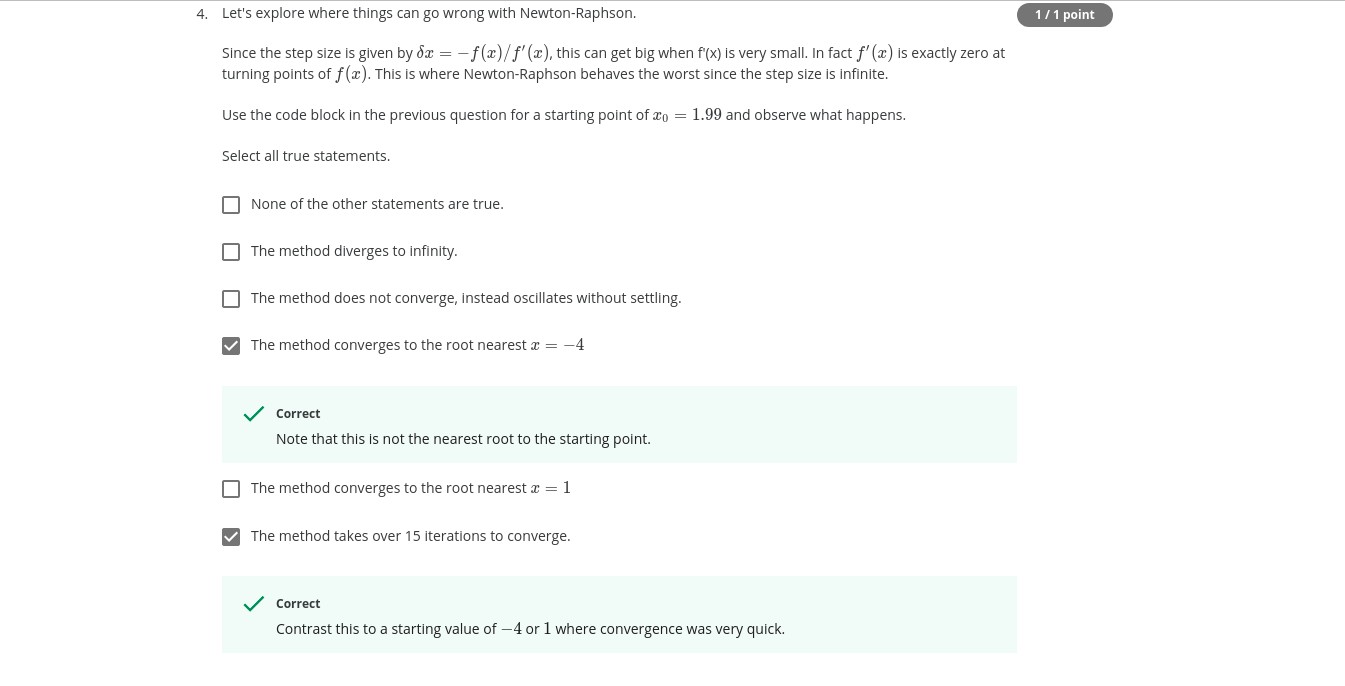 4. Let's explore where things can go wrong with Newton-Raphson.
1 / 1 point
Since the step size is given by δx = −f(x)/f′(x), this can get big when f'(x) is very small. In fact f′(x) is exactly zero at
turning points of f(x). This is where Newton-Raphson behaves the worst since the step size is infinite.
Use the code block in the previous question for a starting point of x₀ = 1.99 and observe what happens.
Select all true statements.
None of the other statements are true.
The method diverges to infinity.
The method does not converge, instead oscillates without settling.
The method converges to the root nearest x = −4
Correct
Note that this is not the nearest root to the starting point.
The method converges to the root nearest x = 1
The method takes over 15 iterations to converge.
Correct
Contrast this to a starting value of −4 or 1 where convergence was very quick.